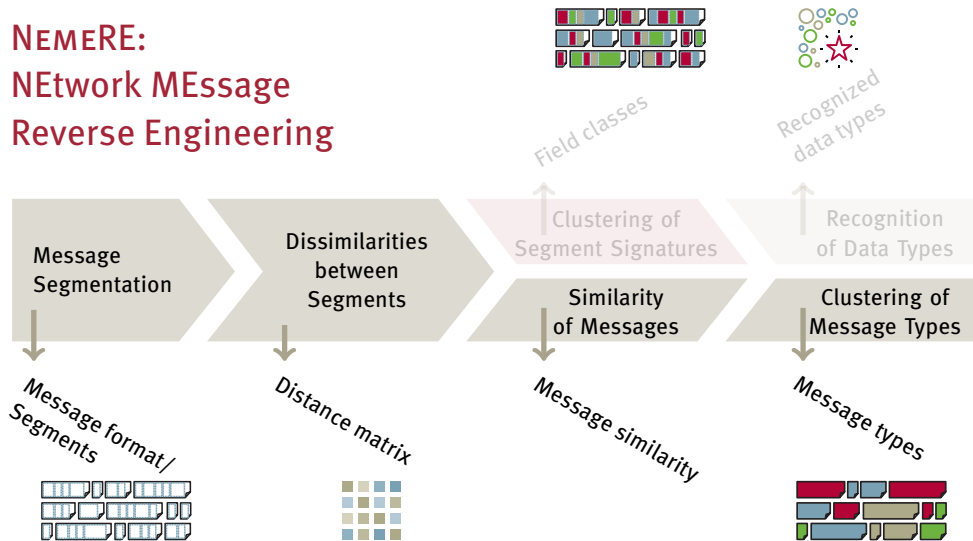 NEMERE:
NEtwork MEssage
Reverse Engineering
Field classes
Recognized
data types
Message
Segmentation
Dissimilarities
between
Segments
Clustering of
Segment Signatures
Recognition
of Data Types
Similarity
of Messages
Clustering of
Message Types
Message format/
Segments
Distance matrix
Message similarity
Message types